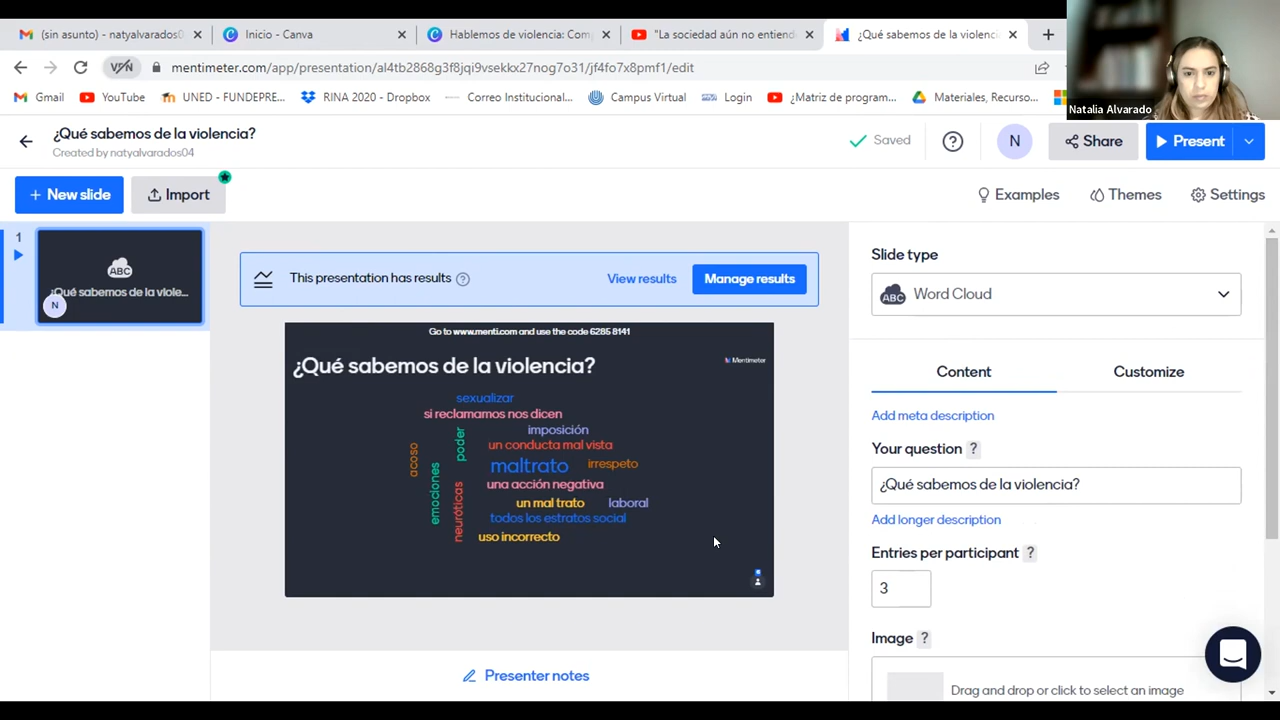 (sin asunto) - natyalvarados0
Inicio - Canva
Hablemos de violencia: Com
"La sociedad aún no entiend
¿Qué sabemos de la violenci
VPN
mentimeter.com/app/presentation/al4tb2868g3f8jqi9vsekkx27nog7o31/jf4fo7x8pmf1/edit
Gmail
YouTube
UNED - FUNDEPRE...
RINA 2020 - Dropbox
Correo Institucional...
Campus Virtual
Login
¿Matriz de program...
Materiales, Recurso...
Natalia Alvarado
¿Qué sabemos de la violencia?
Created by natyalvarados04
Saved
N
Share
Present
+ New slide
Import
Examples
Themes
Settings
1
ABC
¿Qué sabemos de la viole...
N
This presentation has results
View results
Manage results
Go to www.menti.com and use the code 6285 8141
¿Qué sabemos de la violencia?
Mentimeter
sexualizar
si reclamamos nos dicen
imposición
poder
un conducta mal vista
acoso
maltrato
irrespeto
emociones
una acción negativa
neuróticas
un mal trato
laboral
todos los estratos social
uso incorrecto
Presenter notes
Slide type
ABC
Word Cloud
Content
Customize
Add meta description
Your question ?
¿Qué sabemos de la violencia?
Add longer description
Entries per participant ?
3
Image ?
Drag and drop or click to select an image